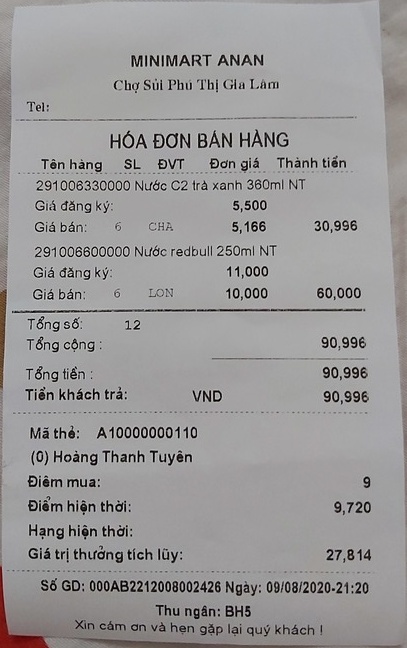 MINIMART ANAN
Chợ Sủi Phú Thị Gia Lâm
Tel:
HÓA ĐƠN BÁN HÀNG
Tên hàng SL ĐVT Đơn giá Thành tiền
291006330000 Nước C2 trà xanh 360ml NT
Giá đăng ký: 5,500
Giá bán: 6 CHA 5,166 30,996
291006600000 Nước redbull 250ml NT
Giá đăng ký: 11,000
Giá bán: 6 LON 10,000 60,000
Tổng số: 12
Tổng cộng : 90,996
Tổng tiền : 90,996
Tiền khách trả: VND 90,996
Mã thẻ: A10000000110
(0) Hoàng Thanh Tuyên
Điểm mua: 9
Điểm hiện thời: 9,720
Hạng hiện thời:
Giá trị thưởng tích lũy: 27,814
Số GD: 000AB2212008002426 Ngày: 09/08/2020-21:20
Thu ngân: BH5
Xin cảm ơn và hẹn gặp lại quý khách !